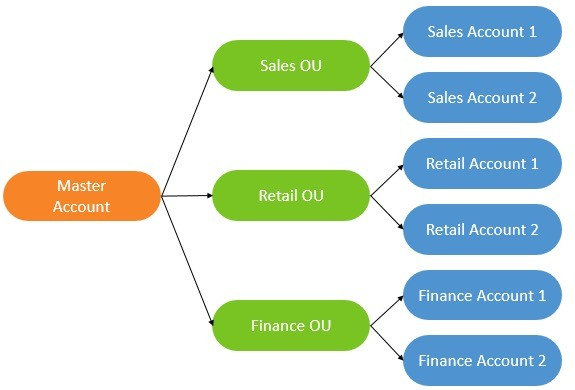 Master
Account
Sales OU
Sales Account 1
Sales Account 2
Retail OU
Retail Account 1
Retail Account 2
Finance OU
Finance Account 1
Finance Account 2